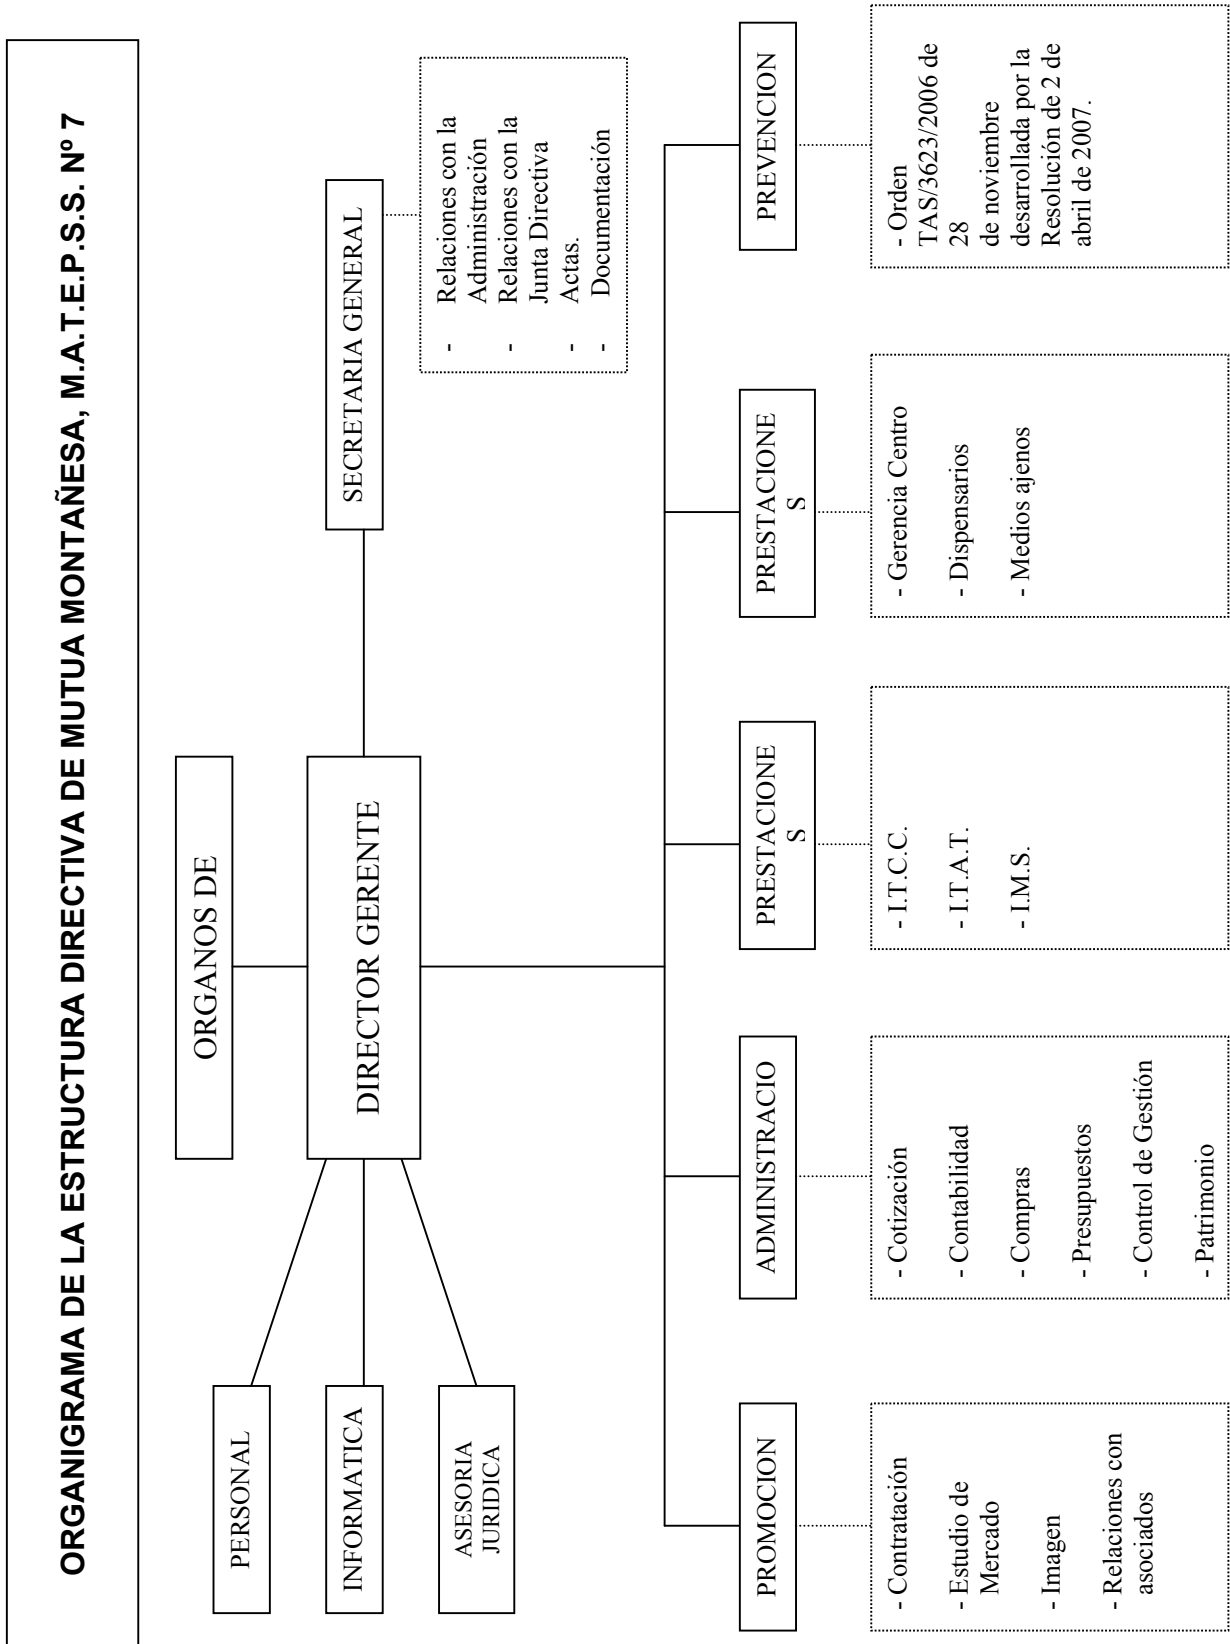 ORGANIGRAMA DE LA ESTRUCTURA DIRECTIVA DE MUTUA MONTAÑESA, M.A.T.E.P.S.S. Nº 7
ORGANOS DE
DIRECTOR GERENTE
PERSONAL
INFORMATICA
ASESORIA
JURIDICA
SECRETARIA GENERAL
- Relaciones con la
Administración
- Relaciones con la
Junta Directiva
- Actas.
- Documentación
PROMOCION
- Contratación
- Estudio de
Mercado
- Imagen
- Relaciones con
asociados
ADMINISTRACIO
- Cotización
- Contabilidad
- Compras
- Presupuestos
- Control de Gestión
- Patrimonio
PRESTACIONE
S
- I.T.C.C.
- I.T.A.T.
- I.M.S.
PRESTACIONE
S
- Gerencia Centro
- Dispensarios
- Medios ajenos
PREVENCION
- Orden
TAS/3623/2006 de
28
de noviembre
desarrollada por la
Resolución de 2 de
abril de 2007.